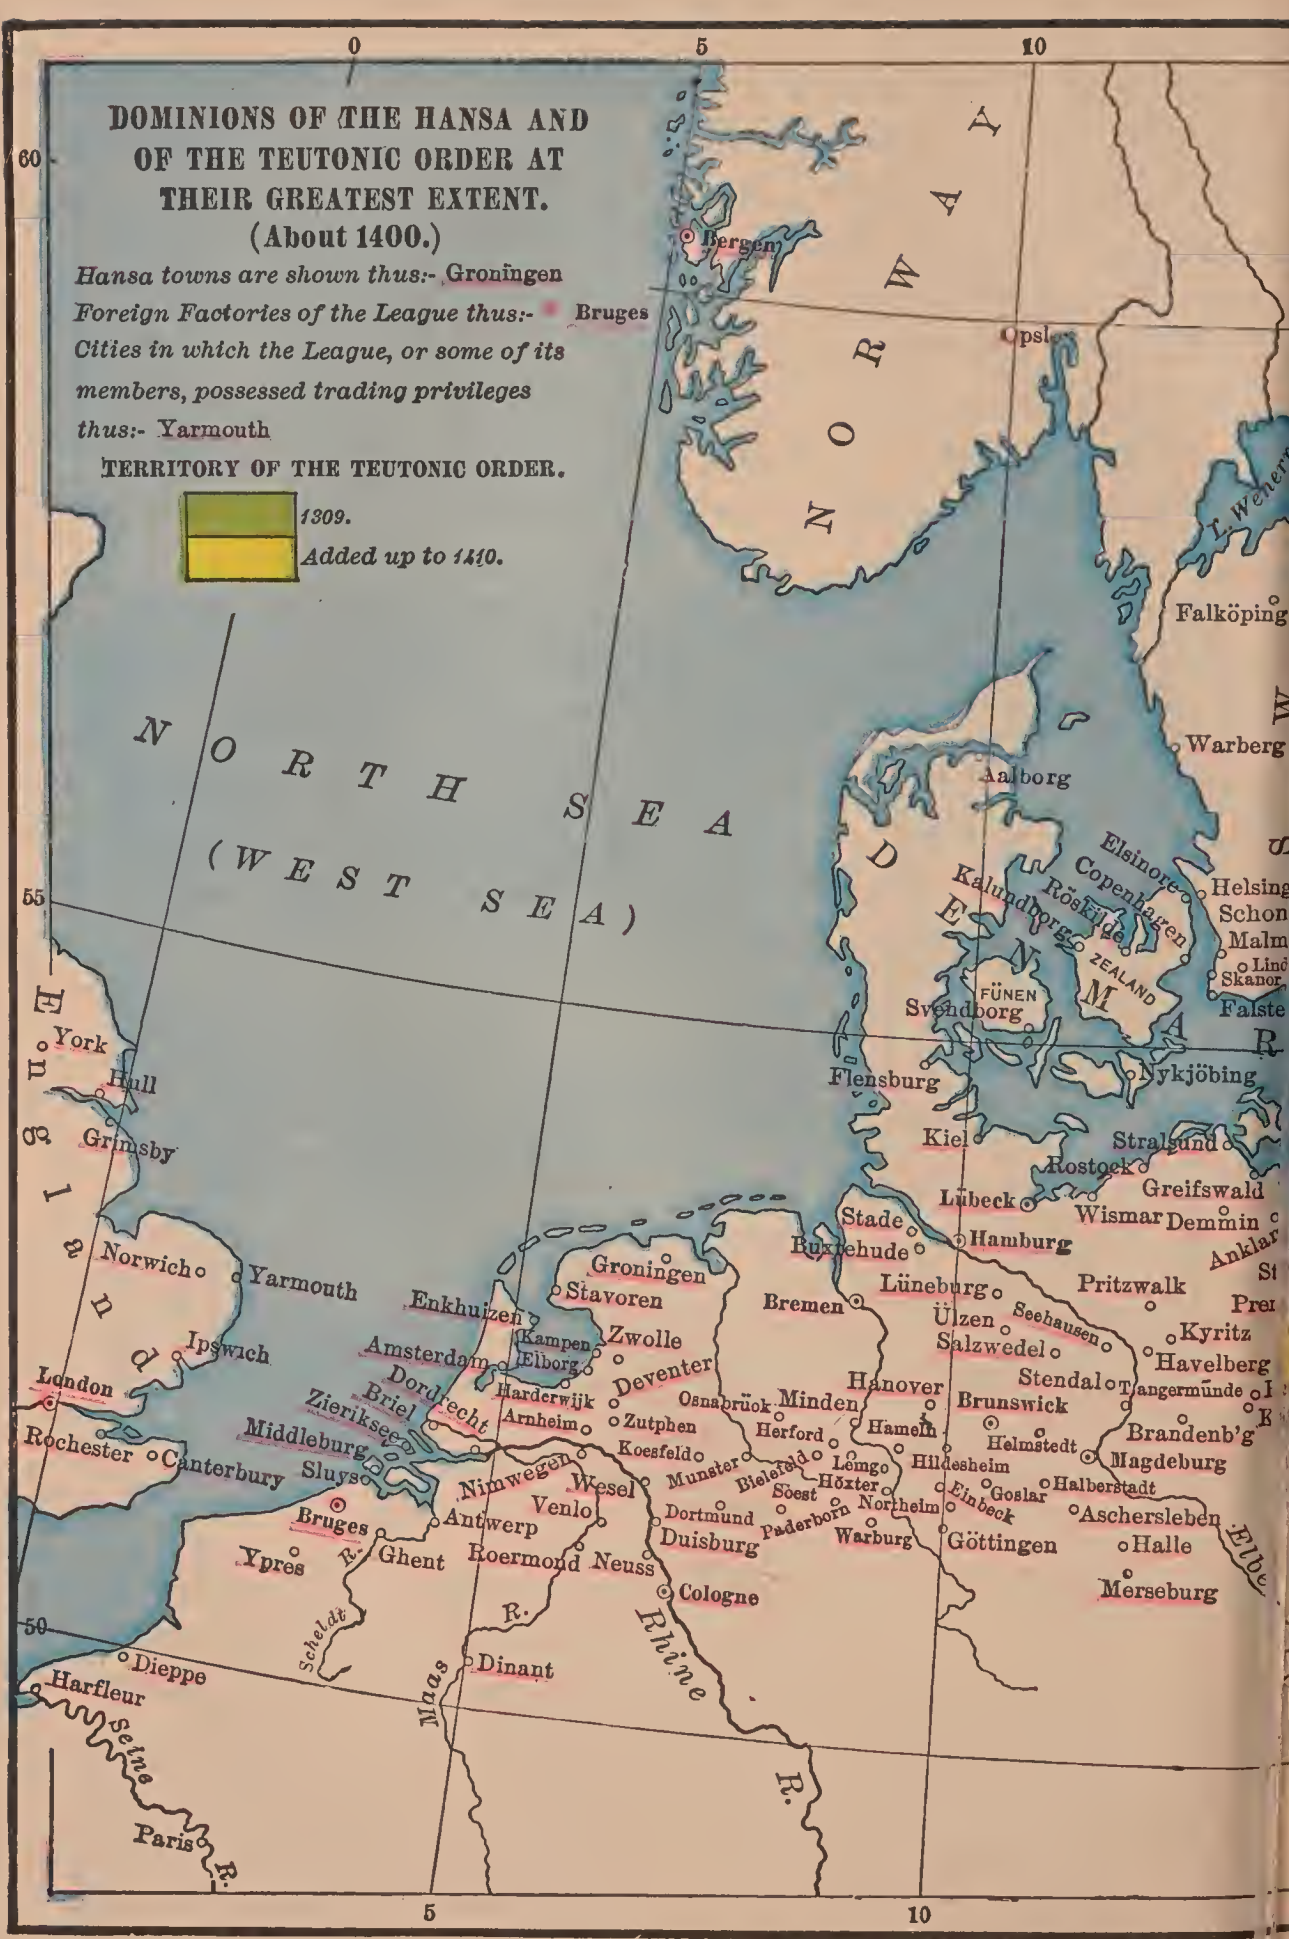 0 5 10
DOMINIONS OF THE HANSA AND
OF THE TEUTONIC ORDER AT
THEIR GREATEST EXTENT.
(About 1400.)
Hansa towns are shown thus:- Groningen
Foreign Factories of the League thus:- Bruges
Cities in which the League, or some of its
members, possessed trading privileges
thus:- Yarmouth
TERRITORY OF THE TEUTONIC ORDER.
1309.
Added up to 1410.
60
NORWAY
Bergen
Opslo
L. Wenern
Falköping
NORTH SEA
(WEST SEA)
Warberg
W
S
Aalborg
DENMAR
Elsinore
Copenhagen
Röskilde
Kalundborg
ZEALAND
FÜNEN
Svendborg
Helsing
Schon
Malm
Lind
Skanor
Falste
55
England
York
Hull
Grimsby
Flensburg
Nykjöbing
Kiel
Stralsund
Rostock
Greifswald
Lübeck
Wismar
Demmin
Anklar
St
Stade
Buxtehude
Hamburg
Norwich
Yarmouth
Groningen
Stavoren
Enkhuizen
Bremen
Lüneburg
Pritzwalk
Ülzen
Seehausen
Kyritz
Salzwedel
Havelberg
Ipswich
Kampen
Zwolle
Elborg
Amsterdam
Deventer
Hanover
Stendal
Tangermünde
London
Dordrecht
Briel
Harderwijk
Osnabrück
Minden
Brunswick
Zieriksee
Arnheim
Zutphen
Herford
Hameln
Helmstedt
Brandenb'g
Rochester
Canterbury
Middleburg
Koesfeld
Munster
Bielefeld
Lemgo
Hildesheim
Magdeburg
Sluys
Nimwegen
Wesel
Soest
Höxter
Einbeck
Goslar
Halberstadt
Bruges
Venlo
Dortmund
Paderborn
Northeim
Aschersleben
Antwerp
Duisburg
Warburg
Göttingen
Halle
Elbe
Ypres
R. Scheldt
Ghent
Roermond
Neuss
Merseburg
Cologne
50
Dieppe
R. Maas
Dinant
Rhine R.
Harfleur
Seine R.
Paris
5 10